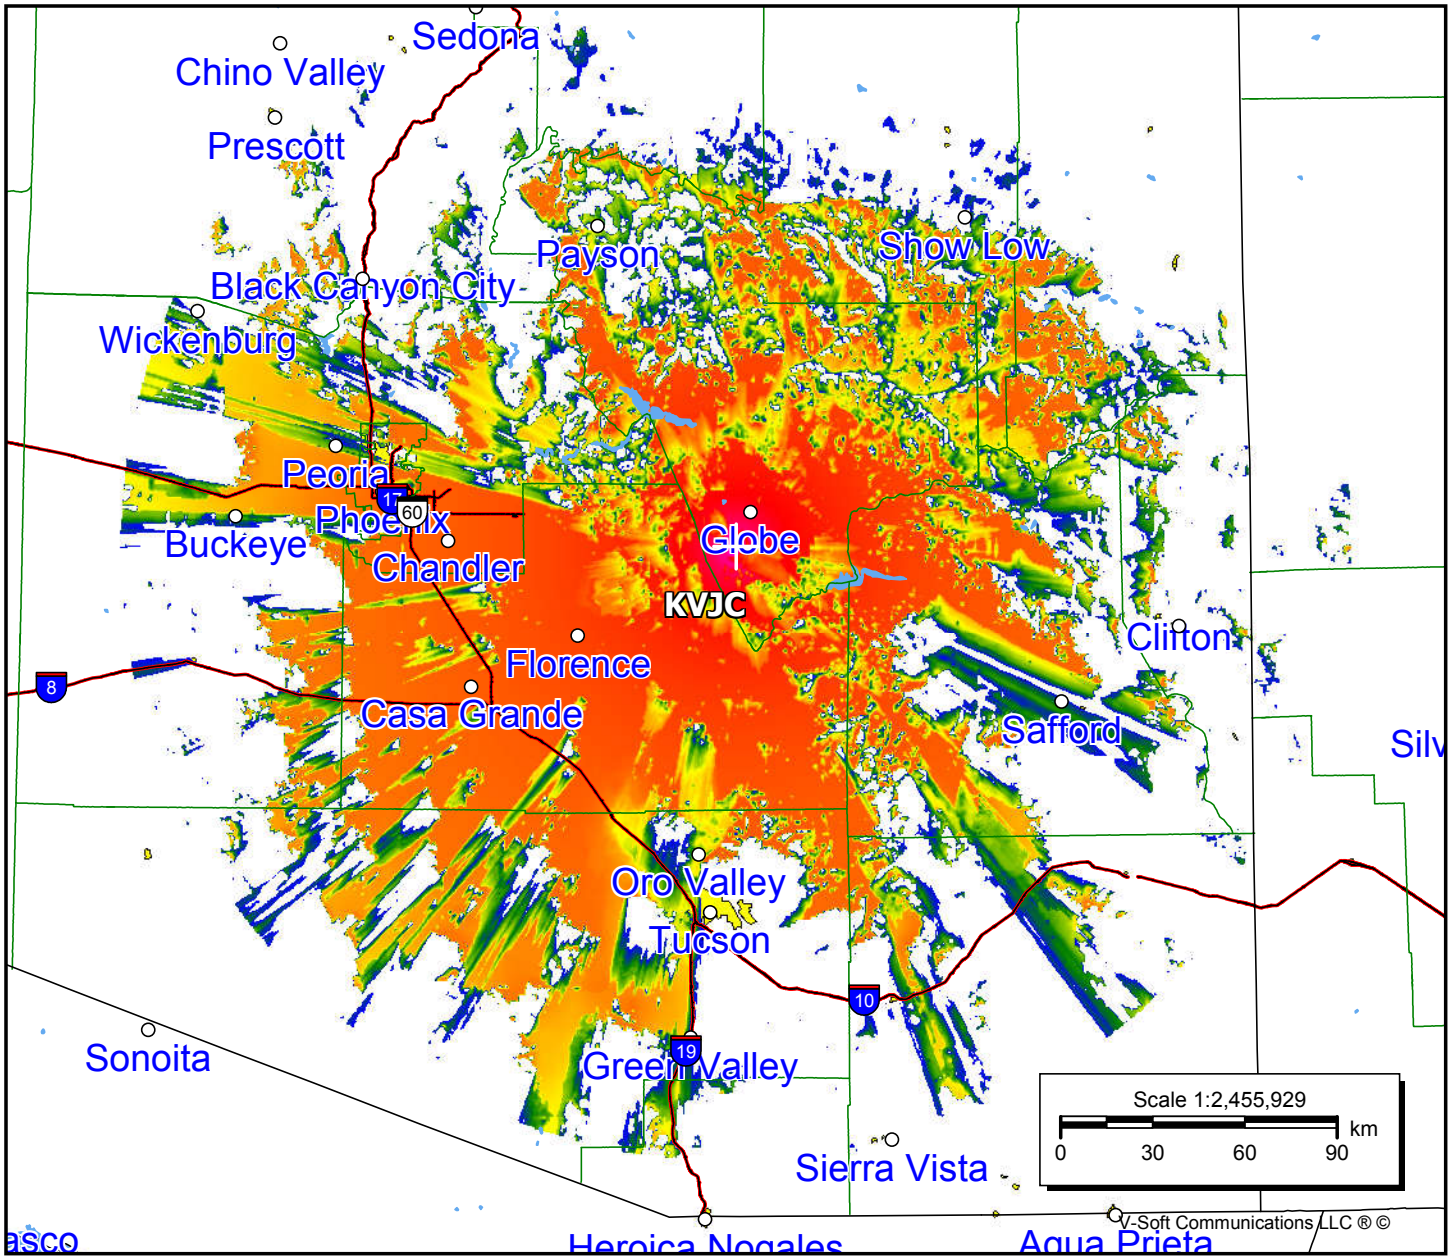 Sedona
Chino Valley
Prescott
Payson
Show Low
Black Canyon City
Wickenburg
Peoria
17
60
Phoenix
Buckeye
Globe
Chandler
KVJC
Clifton
Florence
8
Casa Grande
Safford
Silv
Oro Valley
Tucson
10
Sonoita
19
Green Valley
Scale 1:2,455,929
km
0 30 60 90
Sierra Vista
V-Soft Communications LLC ® ©
asco
Heroica Nogales
Agua Prieta